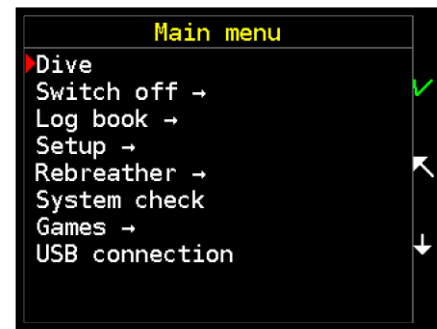 Main menu
Dive
Switch off →
Log book →
Setup →
Rebreather →
System check
Games →
USB connection